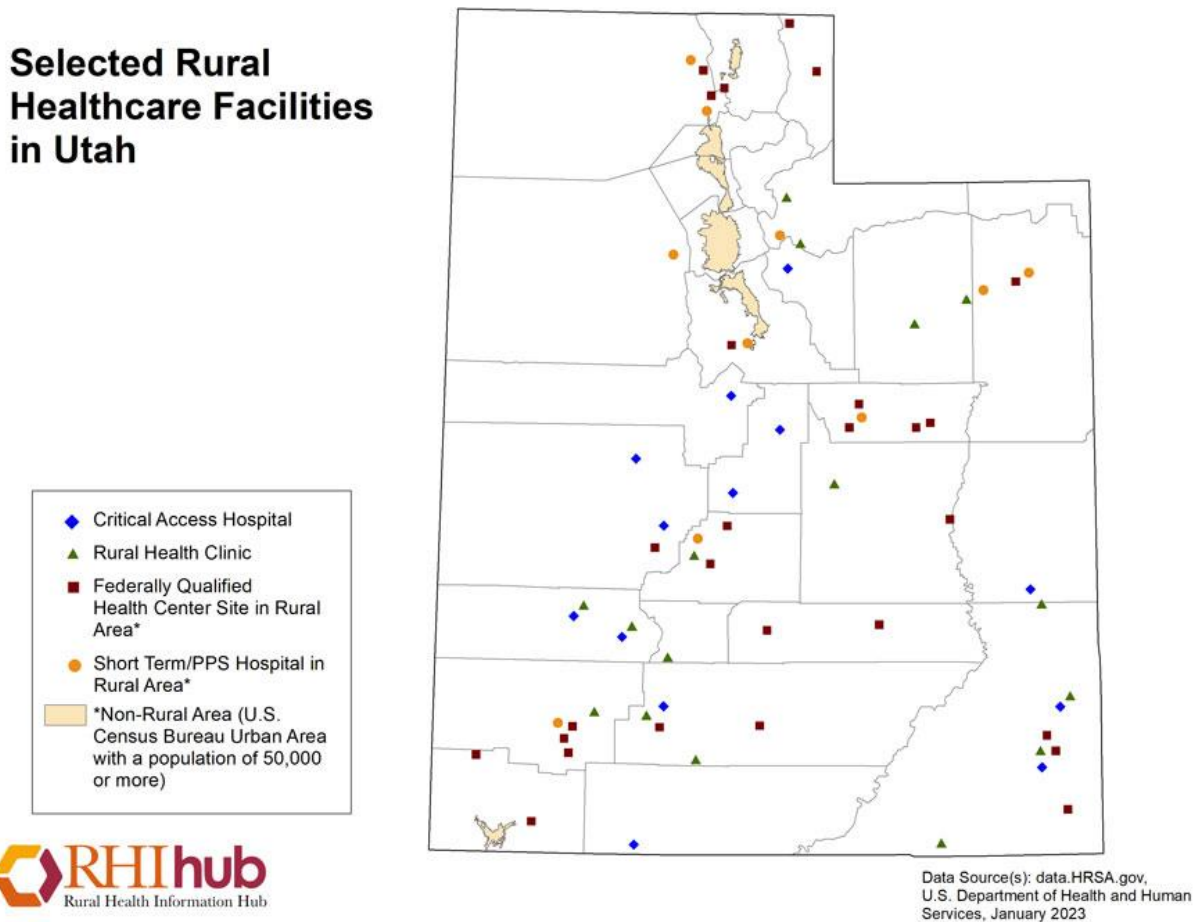 Selected Rural
Healthcare Facilities
in Utah
Critical Access Hospital
Rural Health Clinic
Federally Qualified
Health Center Site in Rural
Area*
Short Term/PPS Hospital in
Rural Area*
*Non-Rural Area (U.S.
Census Bureau Urban Area
with a population of 50,000
or more)
RHIhub
Rural Health Information Hub
Data Source(s): data.HRSA.gov,
U.S. Department of Health and Human
Services, January 2023